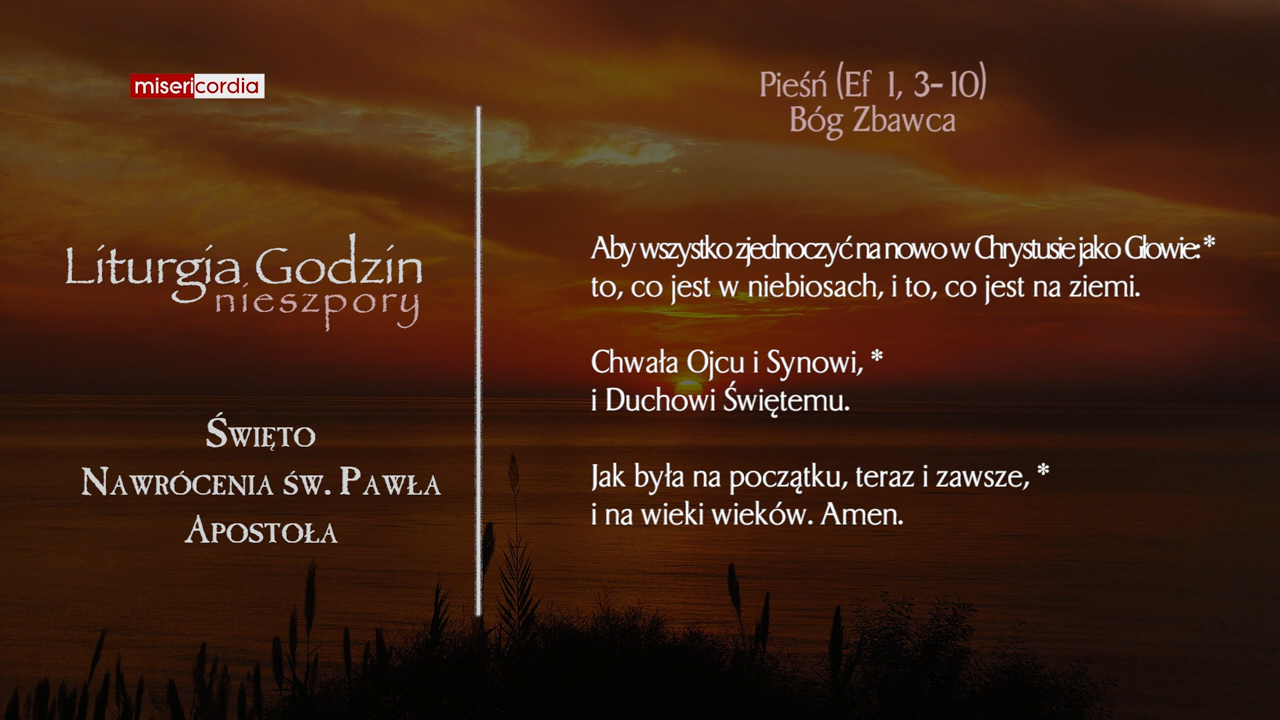 misericordia
Liturgia Godzin
nieszpory
Święto
Nawrócenia św. Pawła
Apostoła
Pieśń (Ef 1, 3-10)
Bóg Zbawca
Aby wszystko zjednoczyć na nowo w Chrystusie jako Głowie: *
to, co jest w niebiosach, i to, co jest na ziemi.
Chwała Ojcu i Synowi, *
i Duchowi Świętemu.
Jak była na początku, teraz i zawsze, *
i na wieki wieków. Amen.